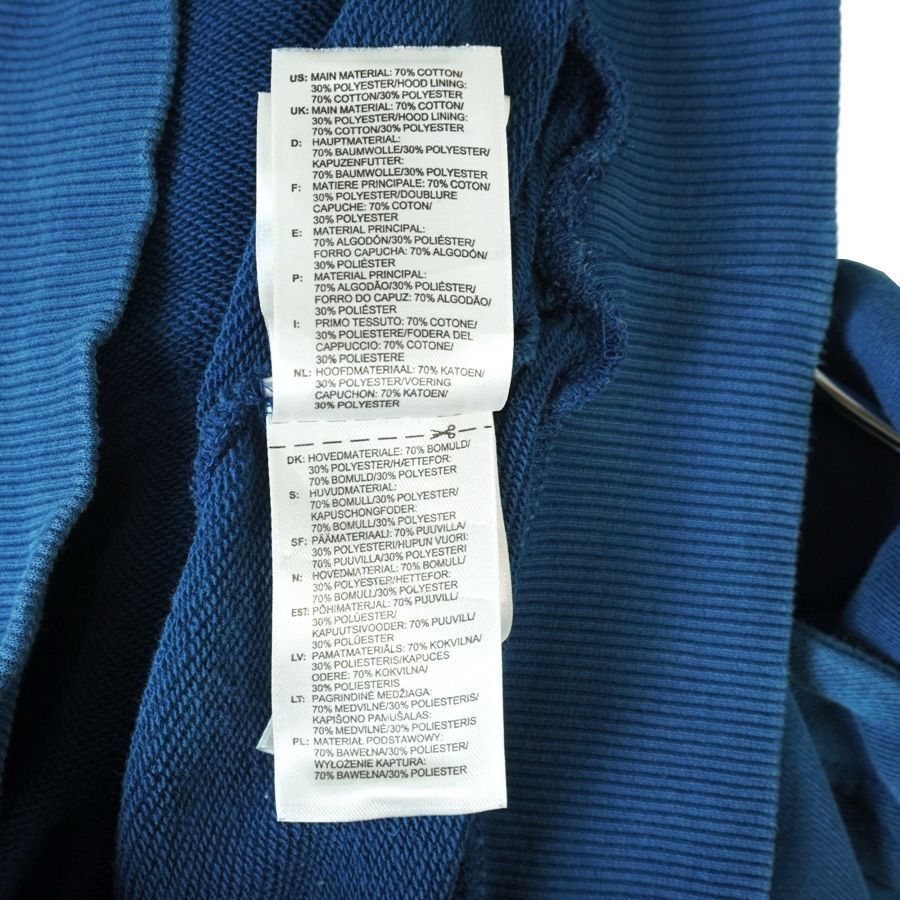 US: MAIN MATERIAL: 70% COTTON/
30% POLYESTER/HOOD LINING:
70% COTTON/30% POLYESTER
UK: MAIN MATERIAL: 70% COTTON/
30% POLYESTER/HOOD LINING:
70% COTTON/30% POLYESTER
D: HAUPTMATERIAL:
70% BAUMWOLLE/30% POLYESTER/
KAPUZENFUTTER:
70% BAUMWOLLE/30% POLYESTER
F: MATIERE PRINCIPALE: 70% COTON/
30% POLYESTER/DOUBLURE
CAPUCHE: 70% COTON/
30% POLYESTER
E: MATERIAL PRINCIPAL:
70% ALGODÓN/30% POLIÉSTER/
FORRO CAPUCHA: 70% ALGODÓN/
30% POLIÉSTER
P: MATERIAL PRINCIPAL:
70% ALGODÃO/30% POLIÉSTER/
FORRO DO CAPUZ: 70% ALGODÃO/
30% POLIÉSTER
I: PRIMO TESSUTO: 70% COTONE/
30% POLIESTERE/FODERA DEL
CAPPUCCIO: 70% COTONE/
30% POLIESTERE
NL: HOOFDMATERIAAL: 70% KATOEN/
30% POLYESTER/VOERING
CAPUCHON: 70% KATOEN/
30% POLYESTER
DK: HOVEDMATERIALE: 70% BOMULD/
30% POLYESTER/HÆTTEFOR:
70% BOMULD/30% POLYESTER
S: HUVUDMATERIAL:
70% BOMULL/30% POLYESTER/
KAPUSCHONGFODER:
70% BOMULL/30% POLYESTER
SF: PÄÄMATERIAALI: 70% PUUVILLA/
30% POLYESTERI/HUPUN VUORI:
70% PUUVILLA/30% POLYESTERI
N: HOVEDMATERIAL: 70% BOMULL/
30% POLYESTER/HETTEFOR:
70% BOMULL/30% POLYESTER
EST: PÕHIMATERJAL: 70% PUUVILL/
30% POLÜESTER/
KAPUUTSIVOODER: 70% PUUVILL/
30% POLÜESTER
LV: PAMATMATERIĀLS: 70% KOKVILNA/
30% POLIESTERIS/KAPUCES
ODERE: 70% KOKVILNA/
30% POLIESTERIS
LT: PAGRINDINĖ MEDŽIAGA:
70% MEDVILNĖ/30% POLIESTERIS/
KAPIŠONO PAMUŠALAS:
70% MEDVILNĖ/30% POLIESTERIS
PL: MATERIAŁ PODSTAWOWY:
70% BAWEŁNA/30% POLIESTER/
WYŁOŻENIE KAPTURA:
70% BAWEŁNA/30% POLIESTER